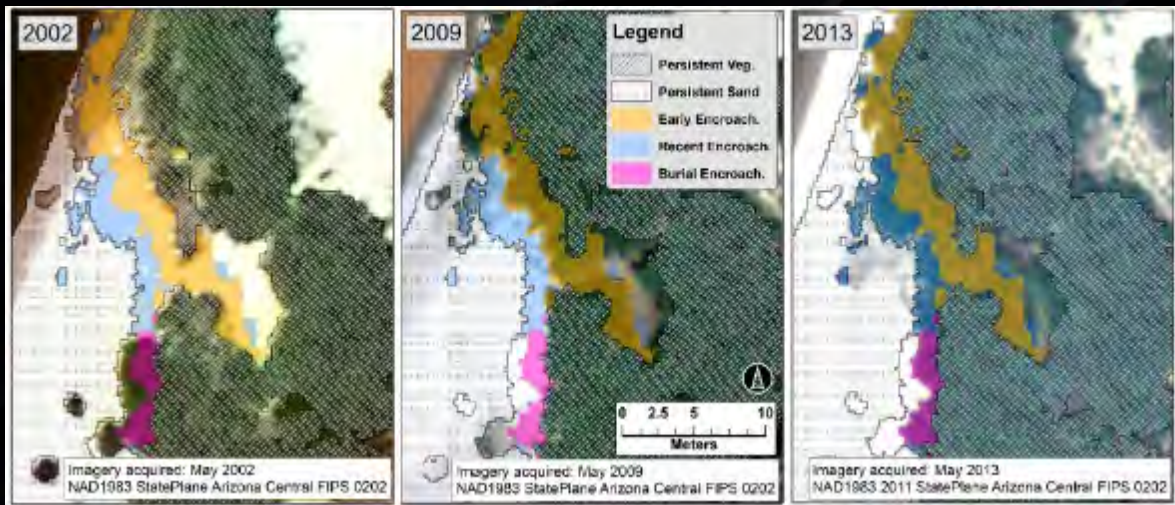 2002
Imagery acquired: May 2002
NAD1983 StatePlane Arizona Central FIPS 0202
2009
Legend
Persistent Veg.
Persistent Sand
Early Encroach.
Recent Encroach.
Burial Encroach.
0 2.5 5 10
Meters
Imagery acquired: May 2009
NAD1983 StatePlane Arizona Central FIPS 0202
2013
Imagery acquired: May 2013
NAD1983 2011 StatePlane Arizona Central FIPS 0202